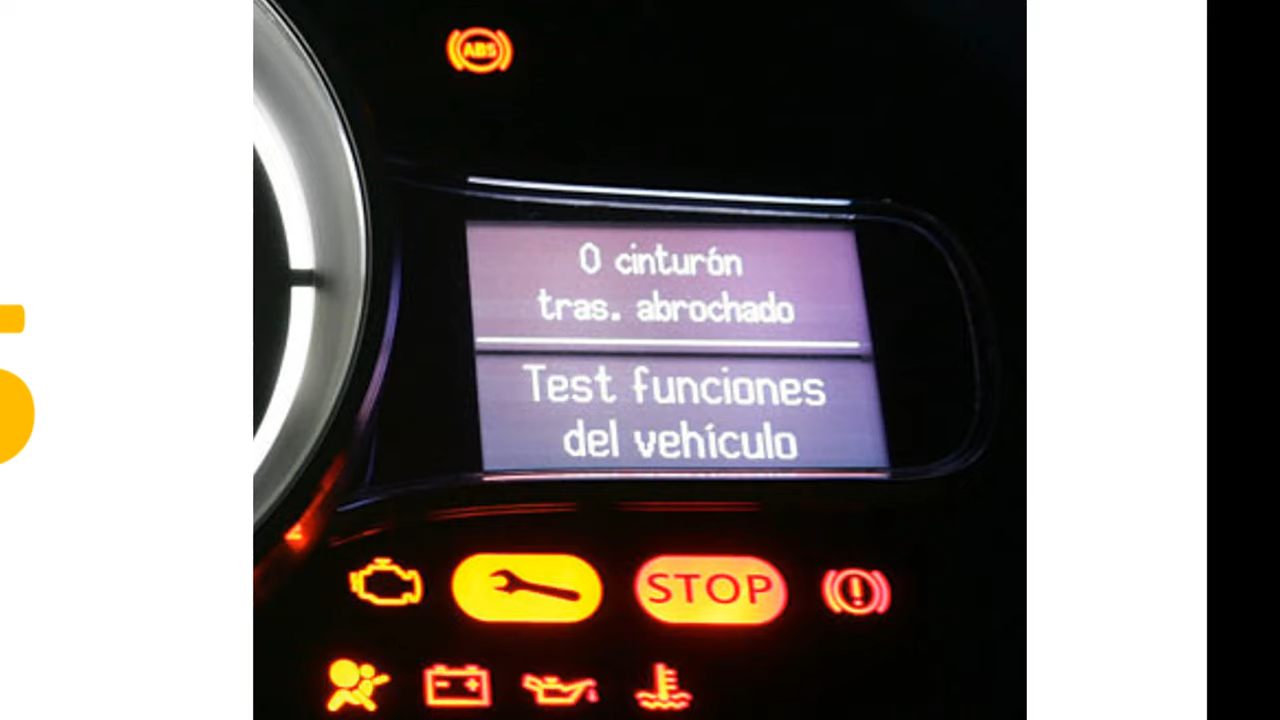 ABS
0 cinturón
tras. abrochado
Test funciones
del vehículo
STOP